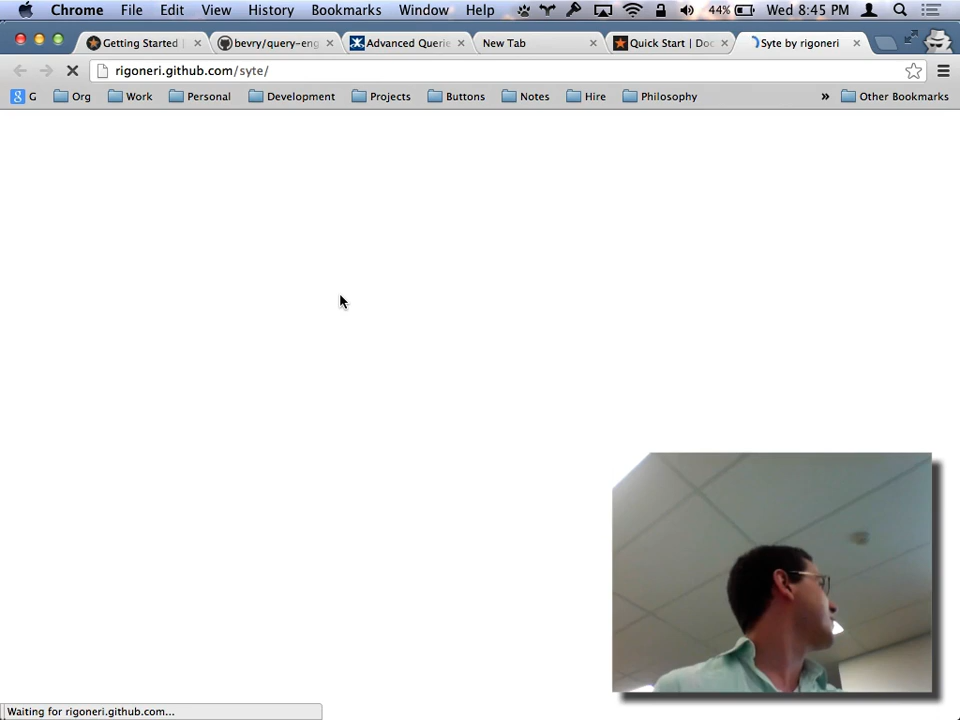 Chrome File Edit View History Bookmarks Window Help 44% Wed 8:45 PM
Getting Started | bevry/query-eng Advanced Querie New Tab Quick Start | Doc Syte by rigoneri
rigoneri.github.com/syte/
g G Org Work Personal Development Projects Buttons Notes Hire Philosophy » Other Bookmarks
Waiting for rigoneri.github.com...